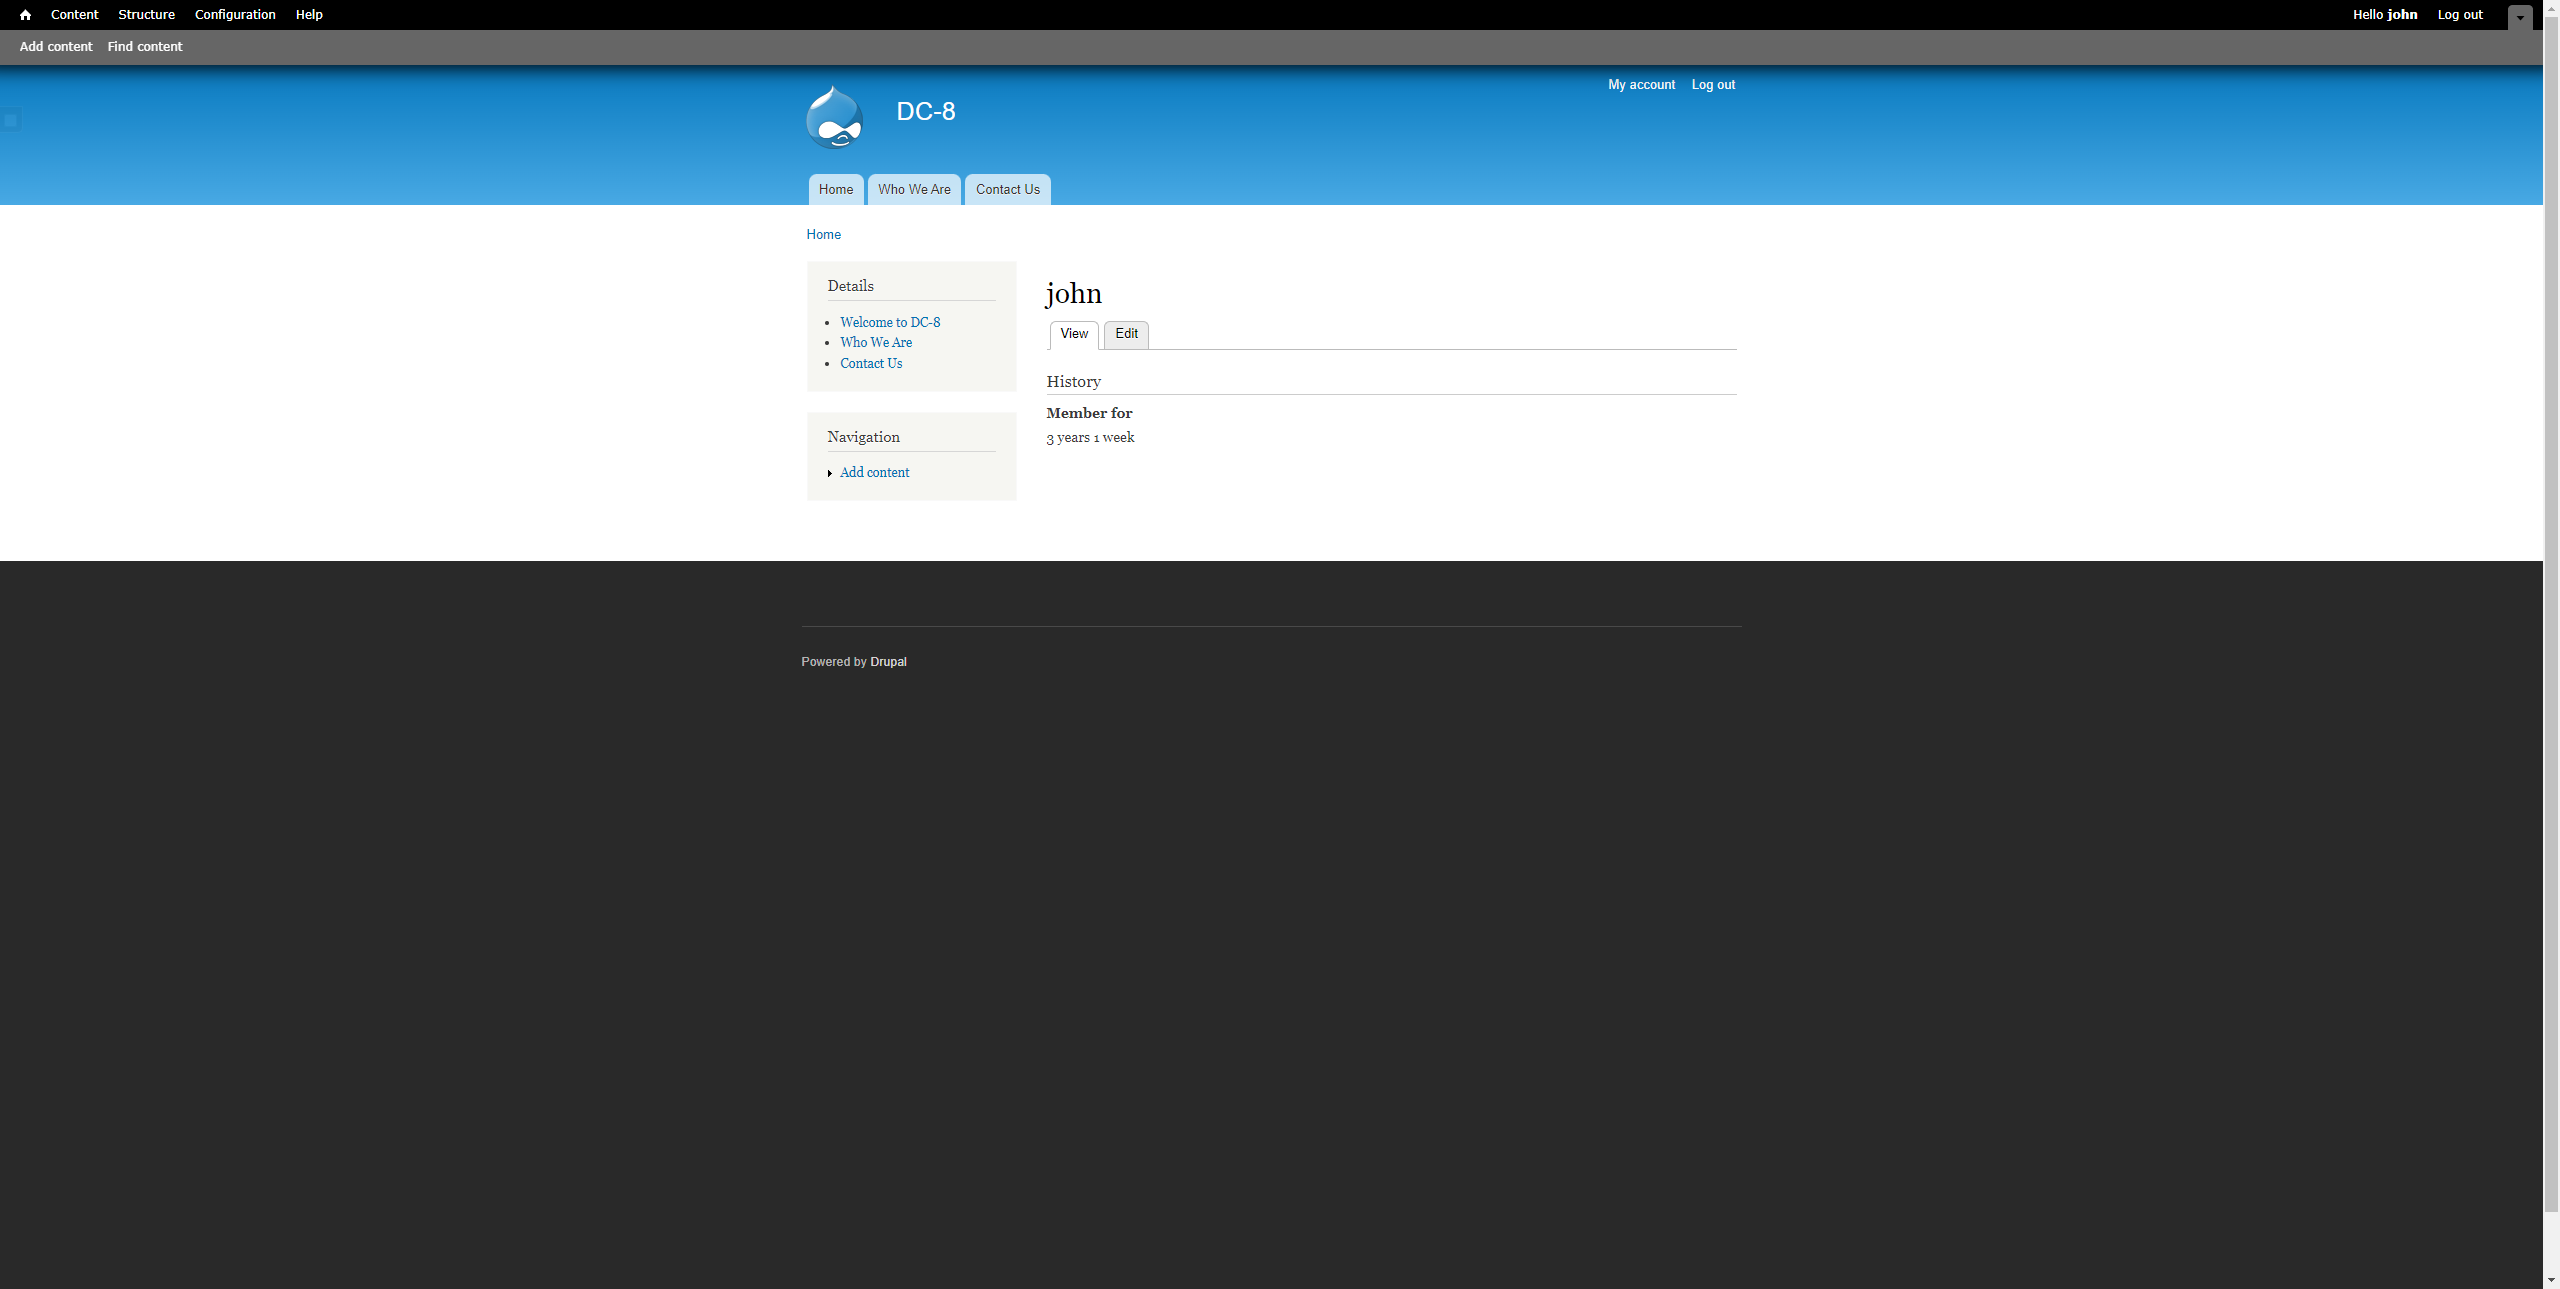 Content Structure Configuration Help Hello john Log out
Add content Find content
My account Log out
DC-8
Home Who We Are Contact Us
Home
Details
Welcome to DC-8
Who We Are
Contact Us
Navigation
Add content
john
View Edit
History
Member for
3 years 1 week
Powered by Drupal